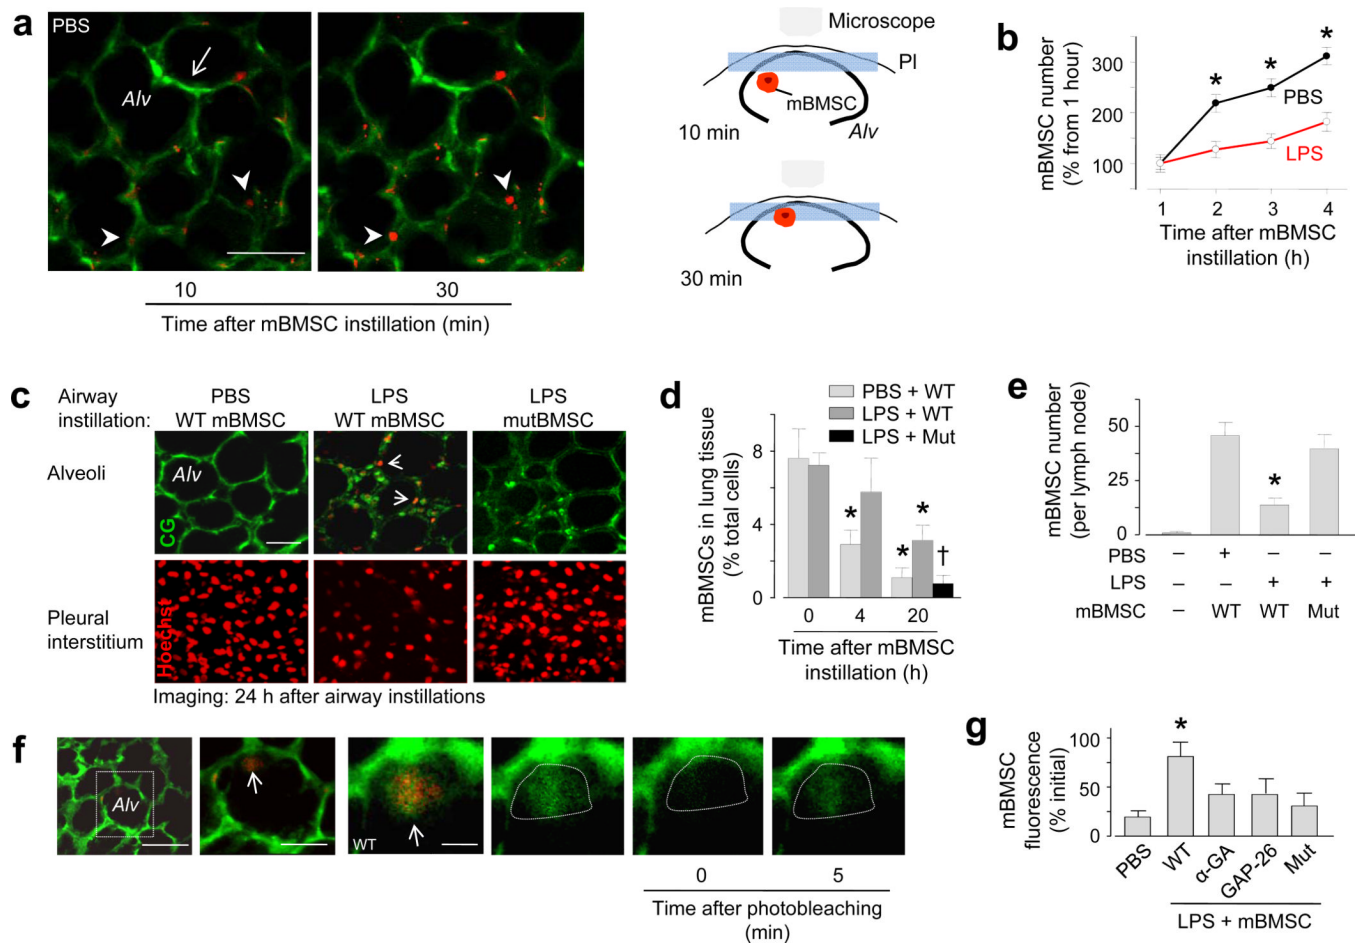 a
PBS
Alv
10
30
Time after mBMSC instillation (min)
Microscope
Pl
mBMSC
10 min
Alv
30 min
b
mBMSC number
(% from 1 hour)
300
200
100
*
*
*
PBS
LPS
1 2 3 4
Time after mBMSC
instillation (h)
c
Airway
instillation:
PBS
WT mBMSC
LPS
WT mBMSC
LPS
mutBMSC
Alveoli
Alv
CG
Pleural
interstitium
Hoechst
Imaging: 24 h after airway instillations
d
PBS + WT
LPS + WT
LPS + Mut
mBMSCs in lung tissue
(% total cells)
8
4
0
*
*
*
†
0 4 20
Time after mBMSC
instillation (h)
e
mBMSC number
(per lymph node)
50
25
0
*
PBS – +
LPS – + +
mBMSC – WT WT Mut
f
Alv
WT
0 5
Time after photobleaching
(min)
g
mBMSC
fluorescence
(% initial)
100
50
0
*
PBS
WT
α-GA
GAP-26
Mut
LPS + mBMSC